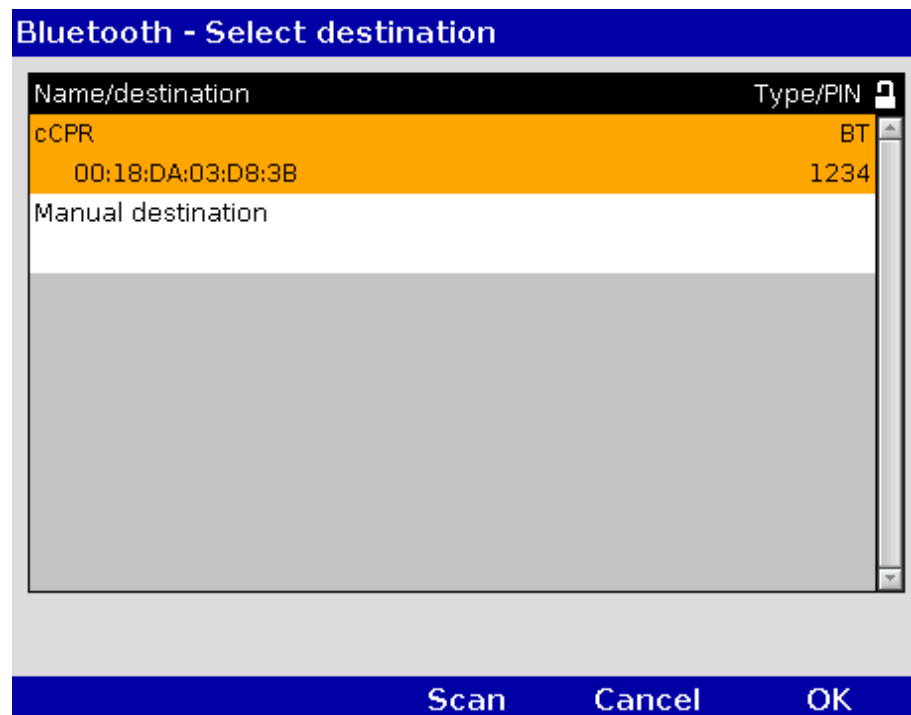 Bluetooth - Select destination
Name/destination Type/PIN
cCPR BT
00:18:DA:03:D8:3B 1234
Manual destination
Scan Cancel OK